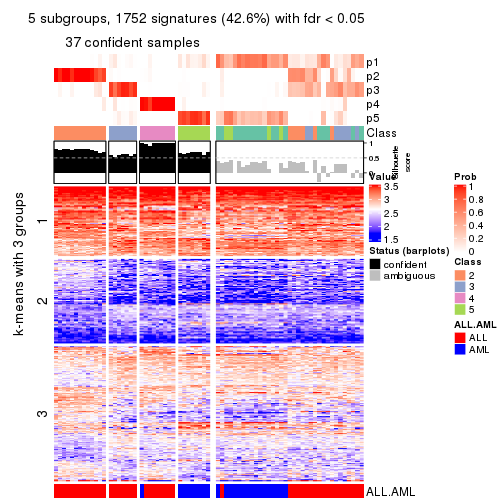 5 subgroups, 1752 signatures (42.6%) with fdr < 0.05
37 confident samples
p1
p2
p3
p4
p5
Class
1
0.5
0
Silhouette
score
k-means with 3 groups
1
2
3
Value
3.5
3
2.5
2
1.5
Status (barplots)
confident
ambiguous
Prob
1
0.8
0.6
0.4
0.2
0
Class
2
3
4
5
ALL.AML
ALL
AML
ALL.AML